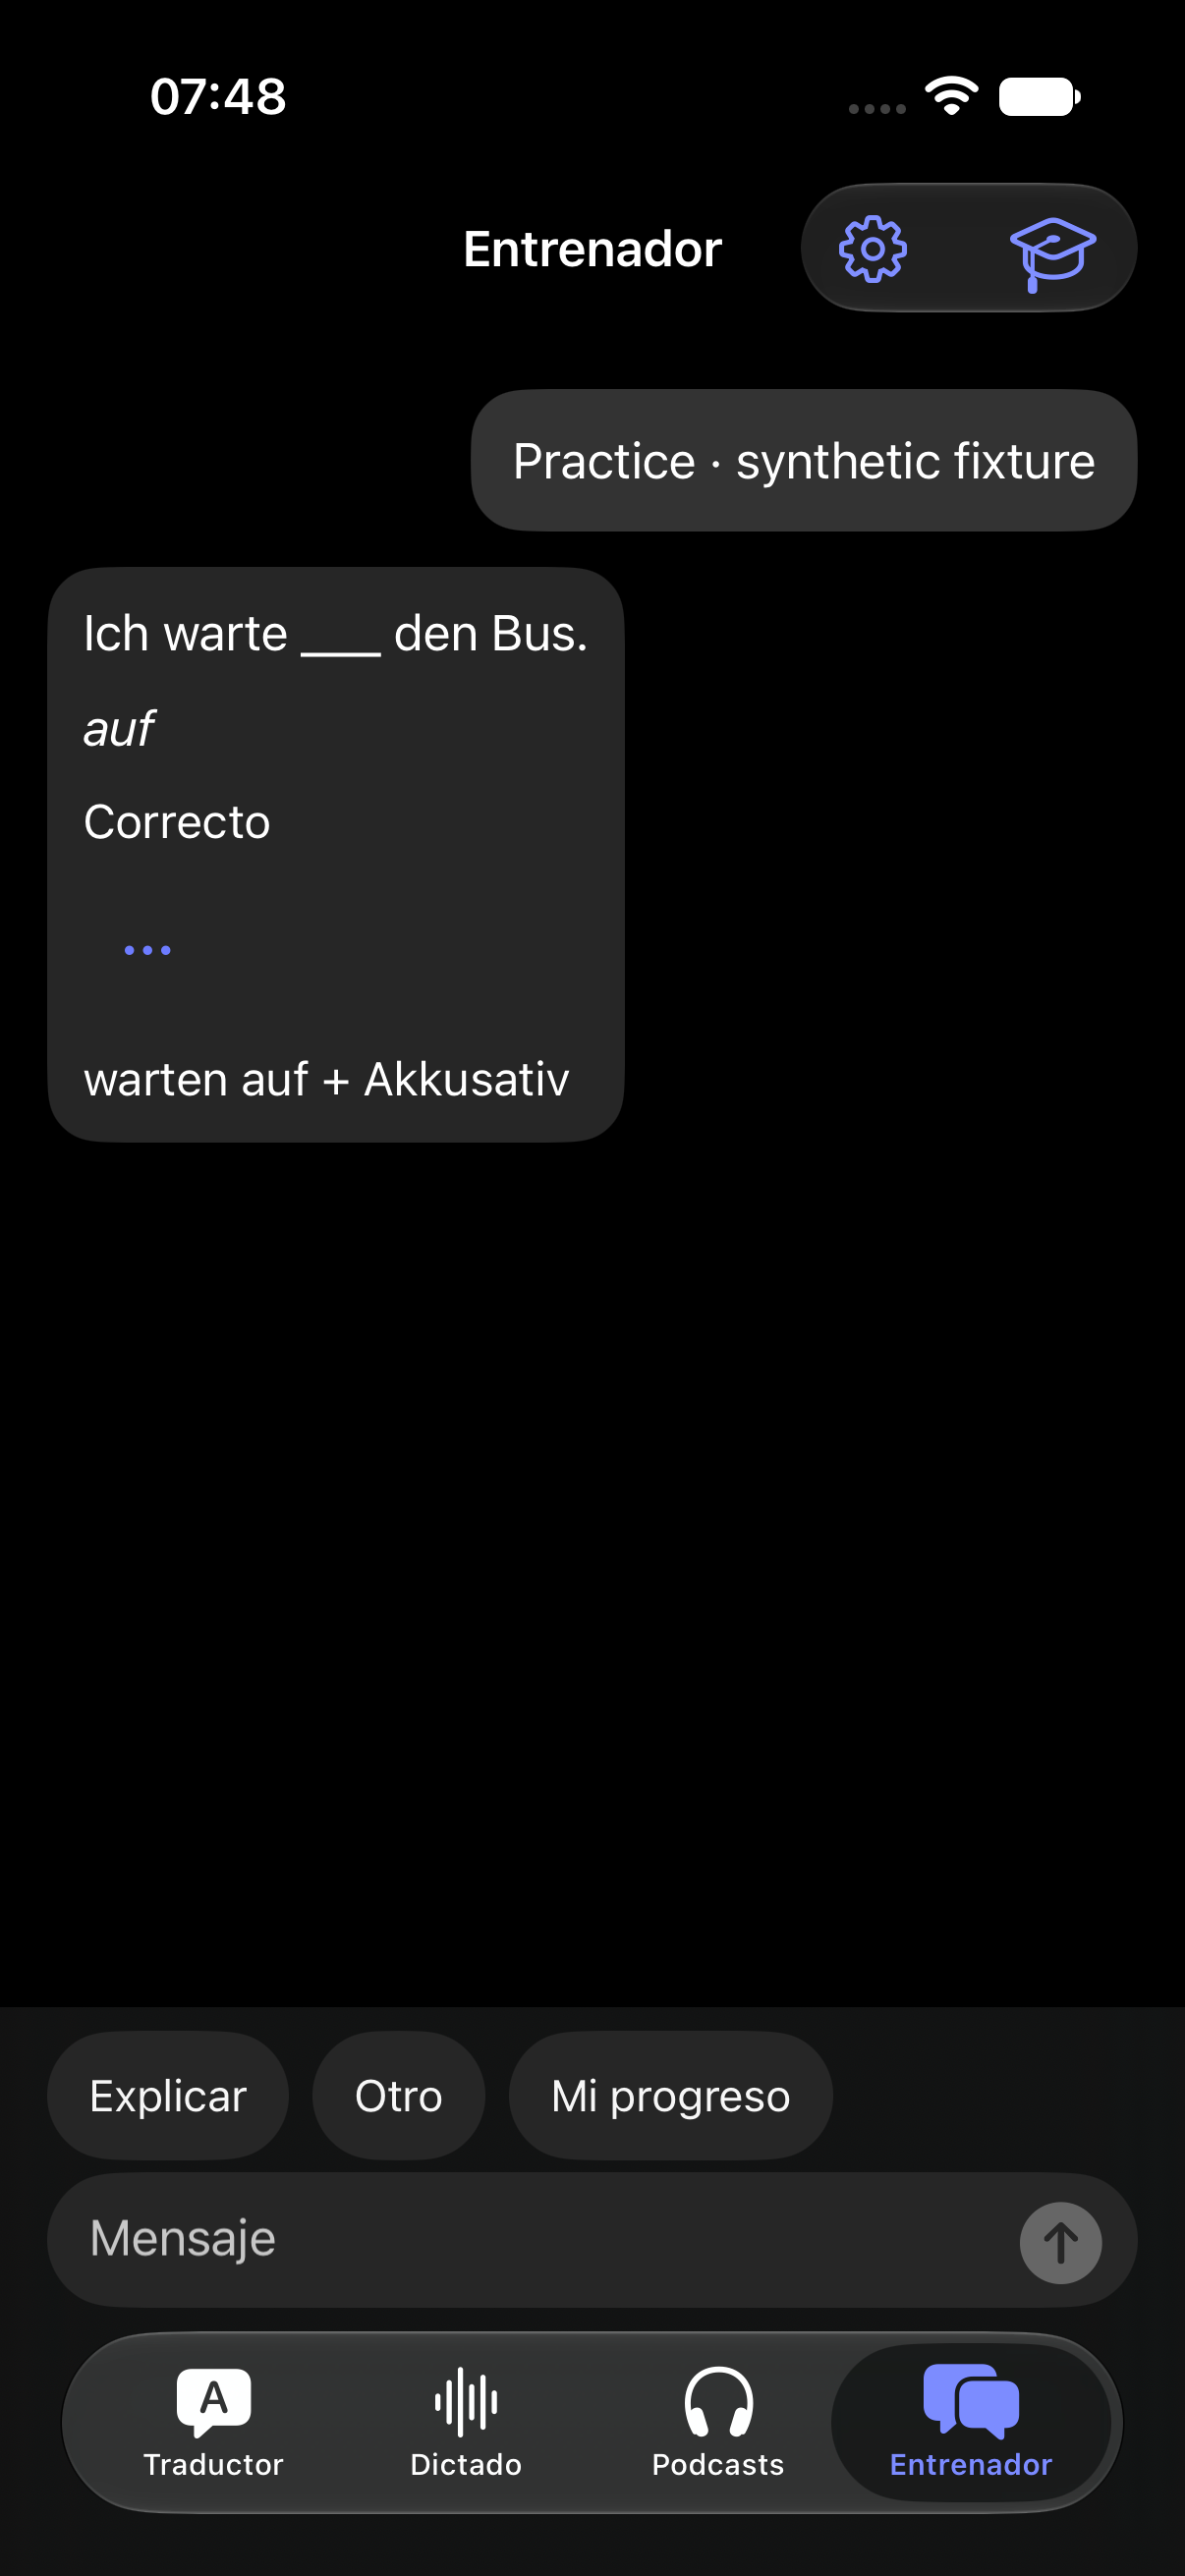 07:48
Entrenador
Practice · synthetic fixture
Ich warte ____ den Bus.
auf
Correcto
...
warten auf + Akkusativ
Explicar
Otro
Mi progreso
Mensaje
A
Traductor
Dictado
Podcasts
Entrenador